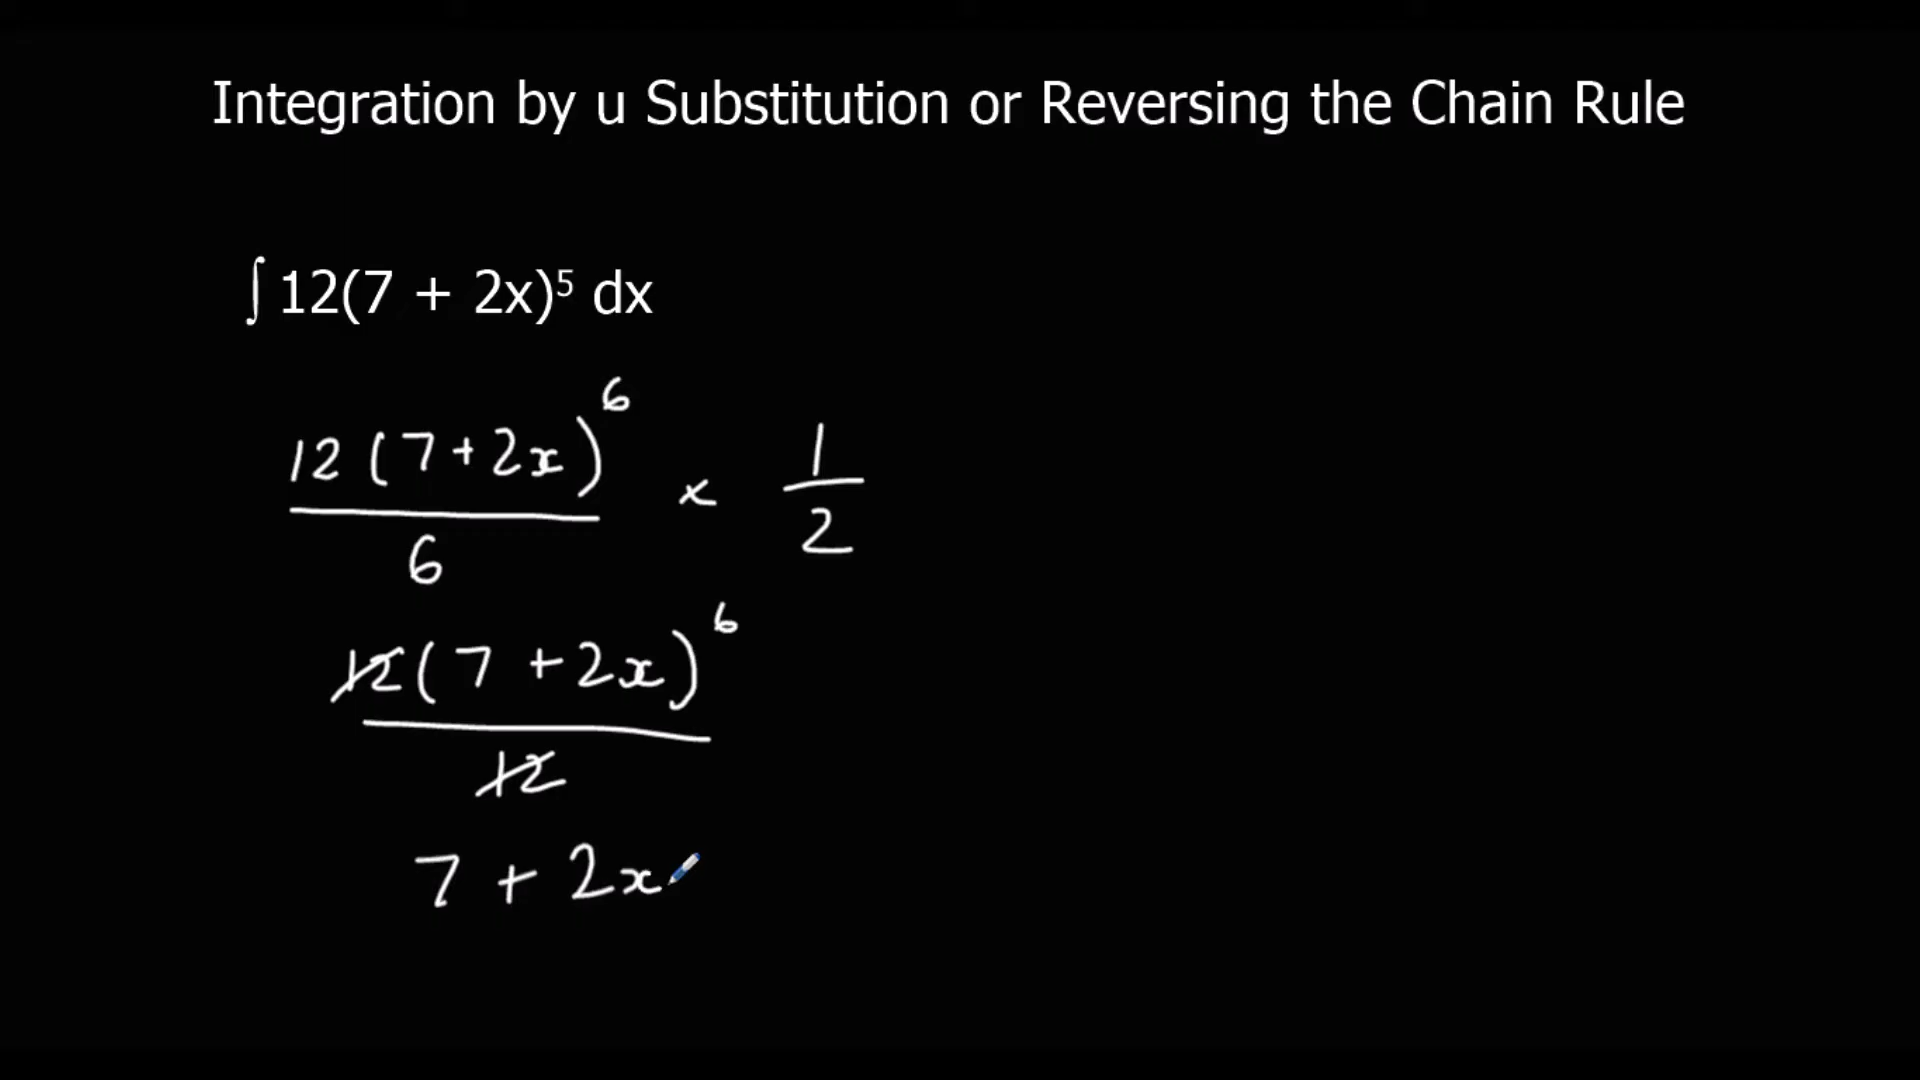 Integration by u Substitution or Reversing the Chain Rule
∫ 12(7 + 2x)⁵ dx
12(7+2x)⁶ × 1
6 2
12(7 + 2x)⁶
12
7 + 2x